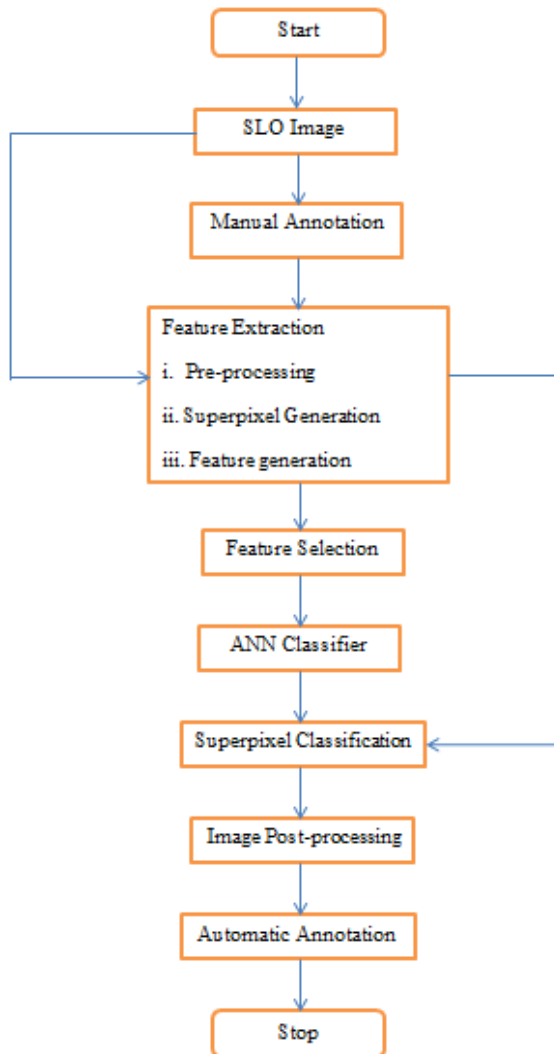 Start
SLO Image
Manual Annotation
Feature Extraction
i. Pre-processing
ii. Superpixel Generation
iii. Feature generation
Feature Selection
ANN Classifier
Superpixel Classification
Image Post-processing
Automatic Annotation
Stop